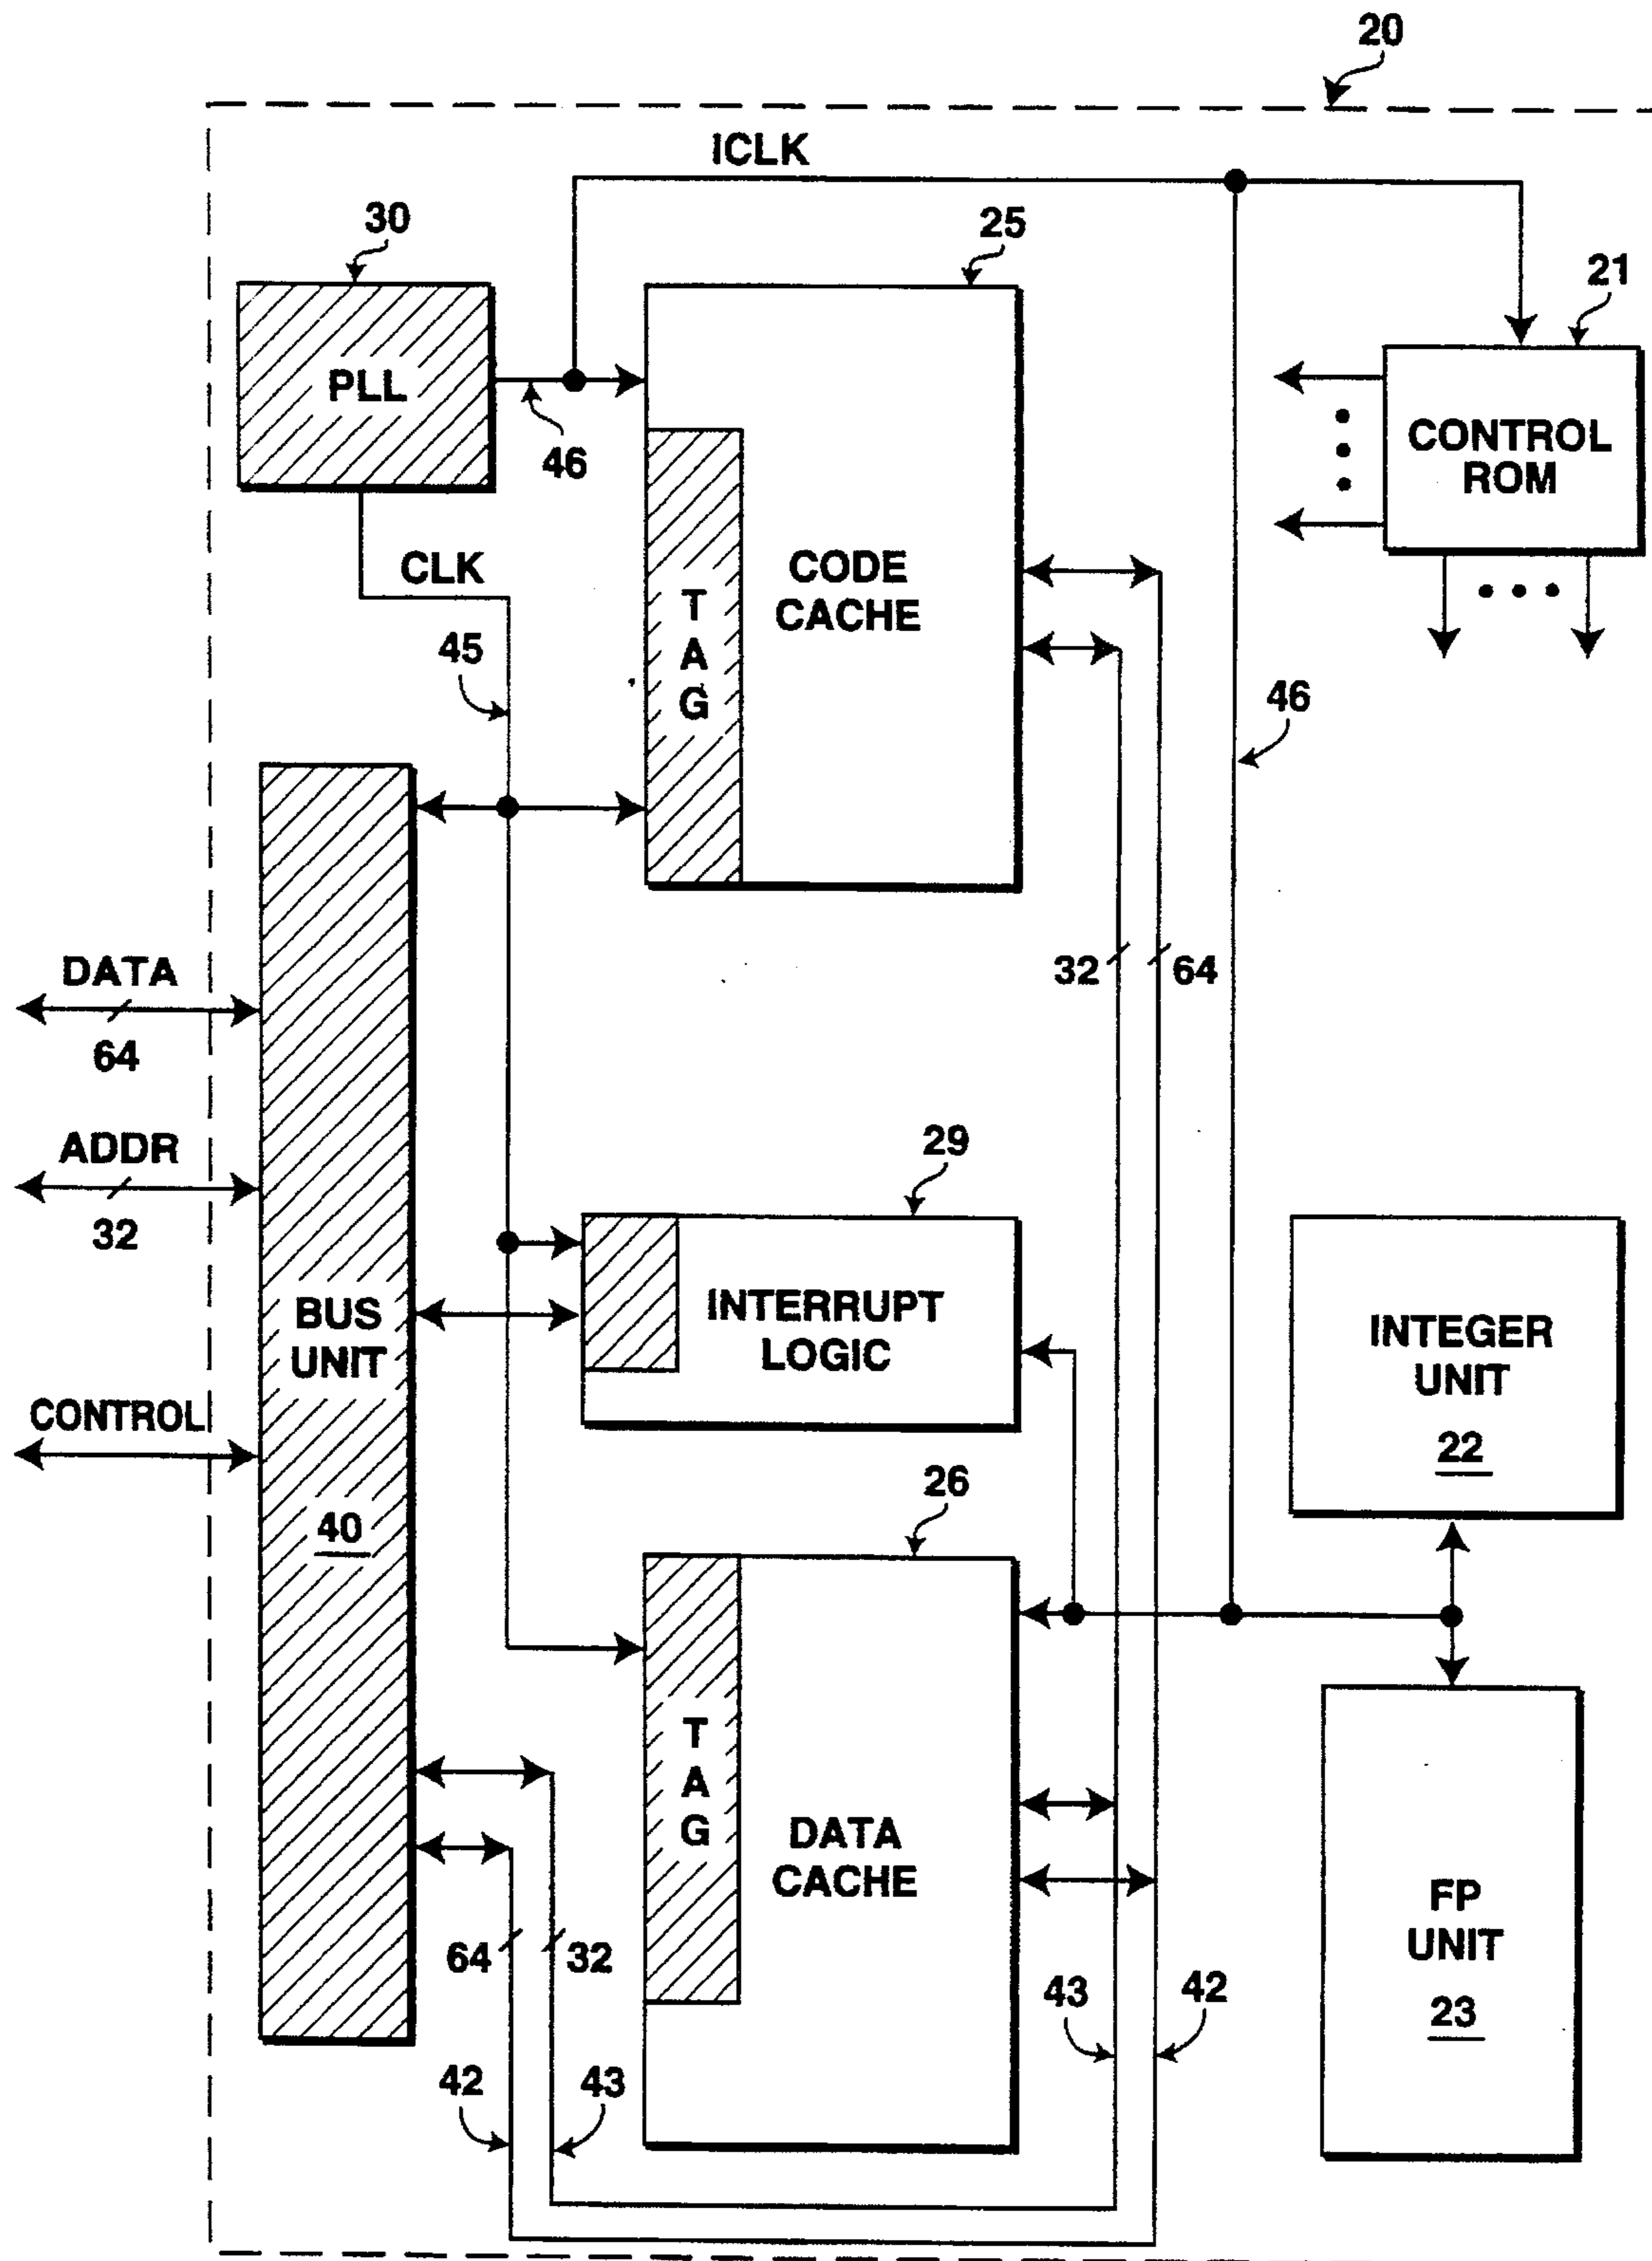 20
ICLK
30
25
21
PLL
46
CONTROL
ROM
CLK
CODE
CACHE
T
A
G
45
46
DATA
64
32
64
ADDR
32
29
BUS
UNIT
40
INTERRUPT
LOGIC
INTEGER
UNIT
22
CONTROL
26
T
A
G
DATA
CACHE
FP
UNIT
23
64
32
43
42
42
43